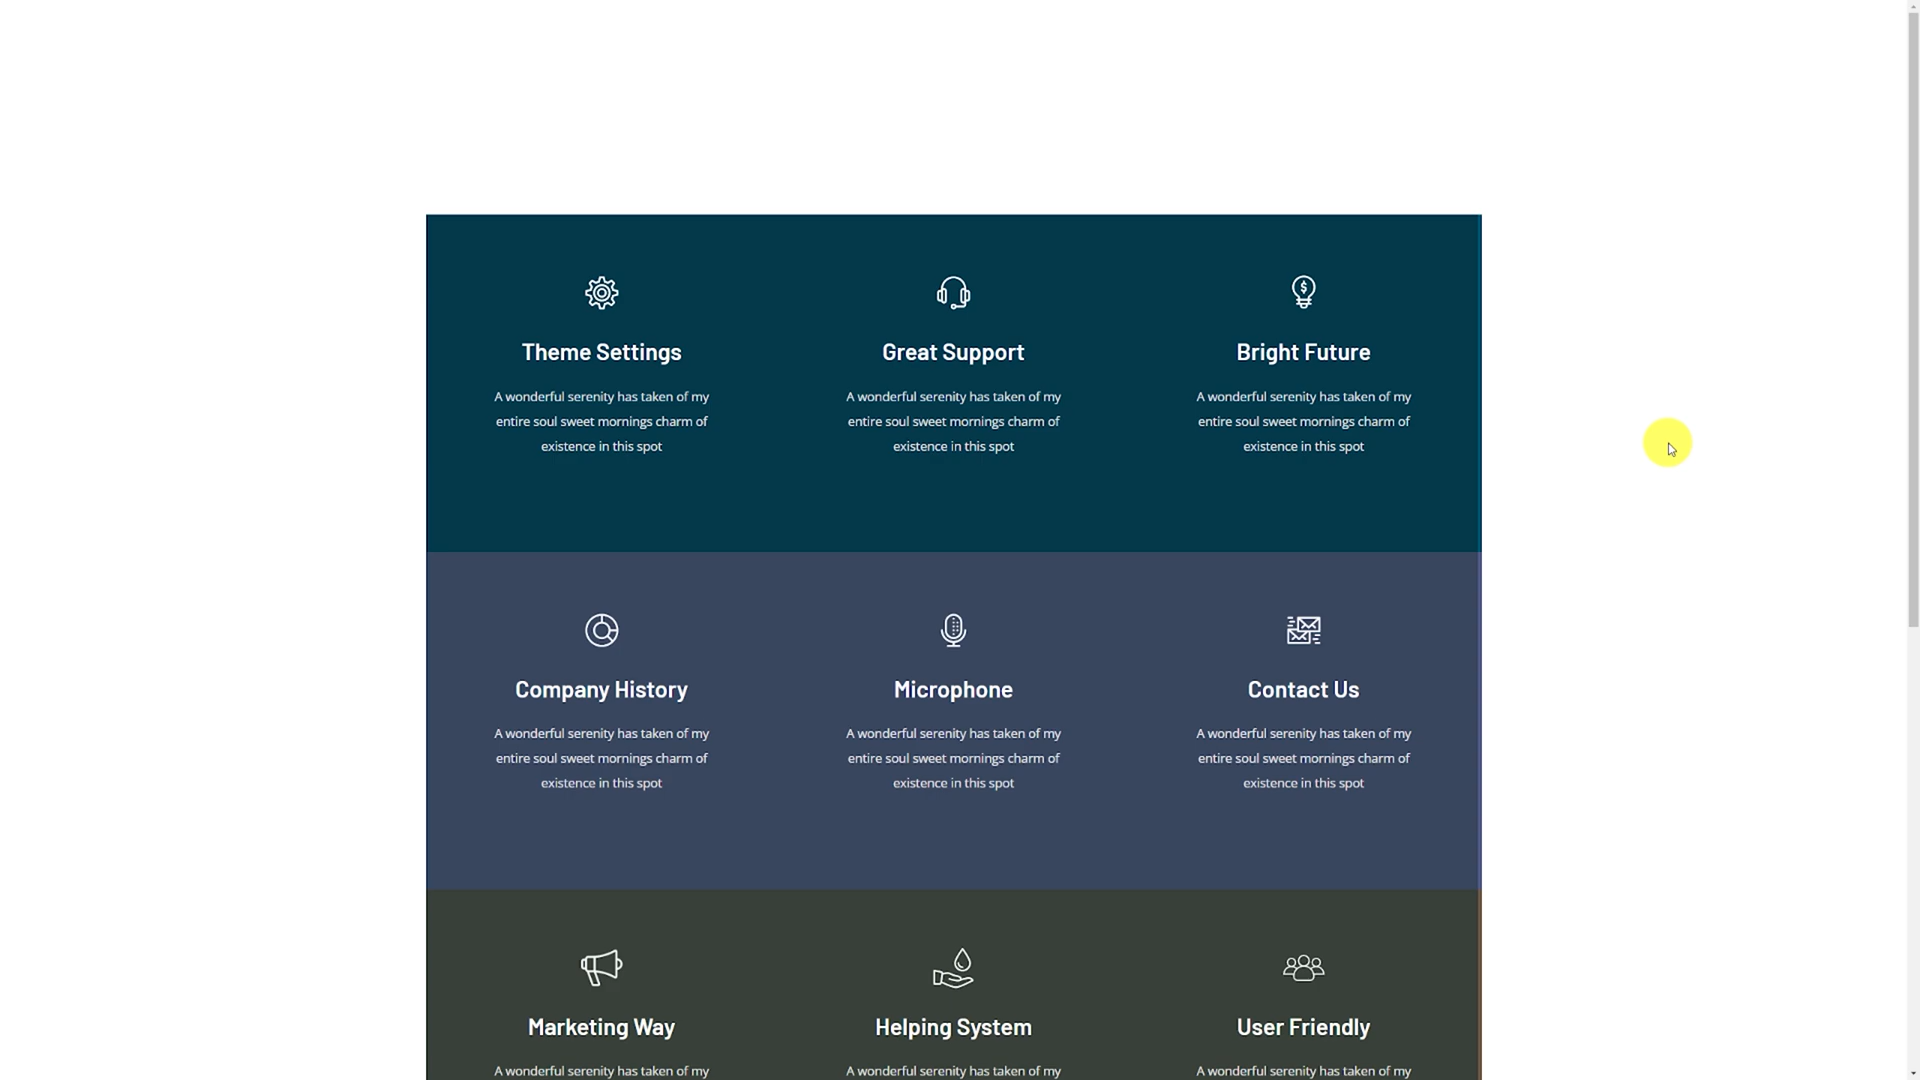 Theme Settings
A wonderful serenity has taken of my
entire soul sweet mornings charm of
existence in this spot
Great Support
A wonderful serenity has taken of my
entire soul sweet mornings charm of
existence in this spot
Bright Future
A wonderful serenity has taken of my
entire soul sweet mornings charm of
existence in this spot
Company History
A wonderful serenity has taken of my
entire soul sweet mornings charm of
existence in this spot
Microphone
A wonderful serenity has taken of my
entire soul sweet mornings charm of
existence in this spot
Contact Us
A wonderful serenity has taken of my
entire soul sweet mornings charm of
existence in this spot
Marketing Way
A wonderful serenity has taken of my
Helping System
A wonderful serenity has taken of my
User Friendly
A wonderful serenity has taken of my